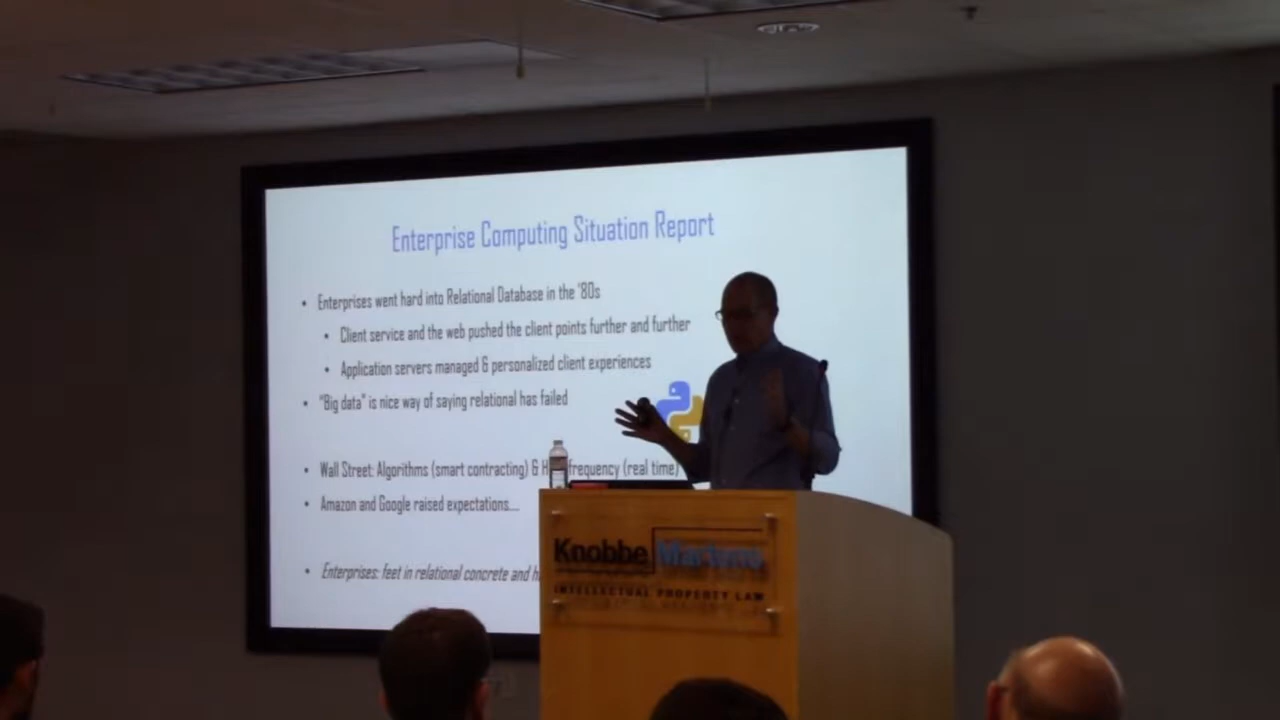 Enterprise Computing Situation Report
• Enterprises went hard into Relational Database in the '80s
• Client service and the web pushed the client points further and further
• Application servers managed & personalized client experiences
• "Big data" is nice way of saying relational has failed
• Wall Street: Algorithms (smart contracting) & H frequency (real time)
• Amazon and Google raised expectations....
• Enterprises: feet in relational concrete and h
Knobbe Martens
INTELLECTUAL PROPERTY LAW